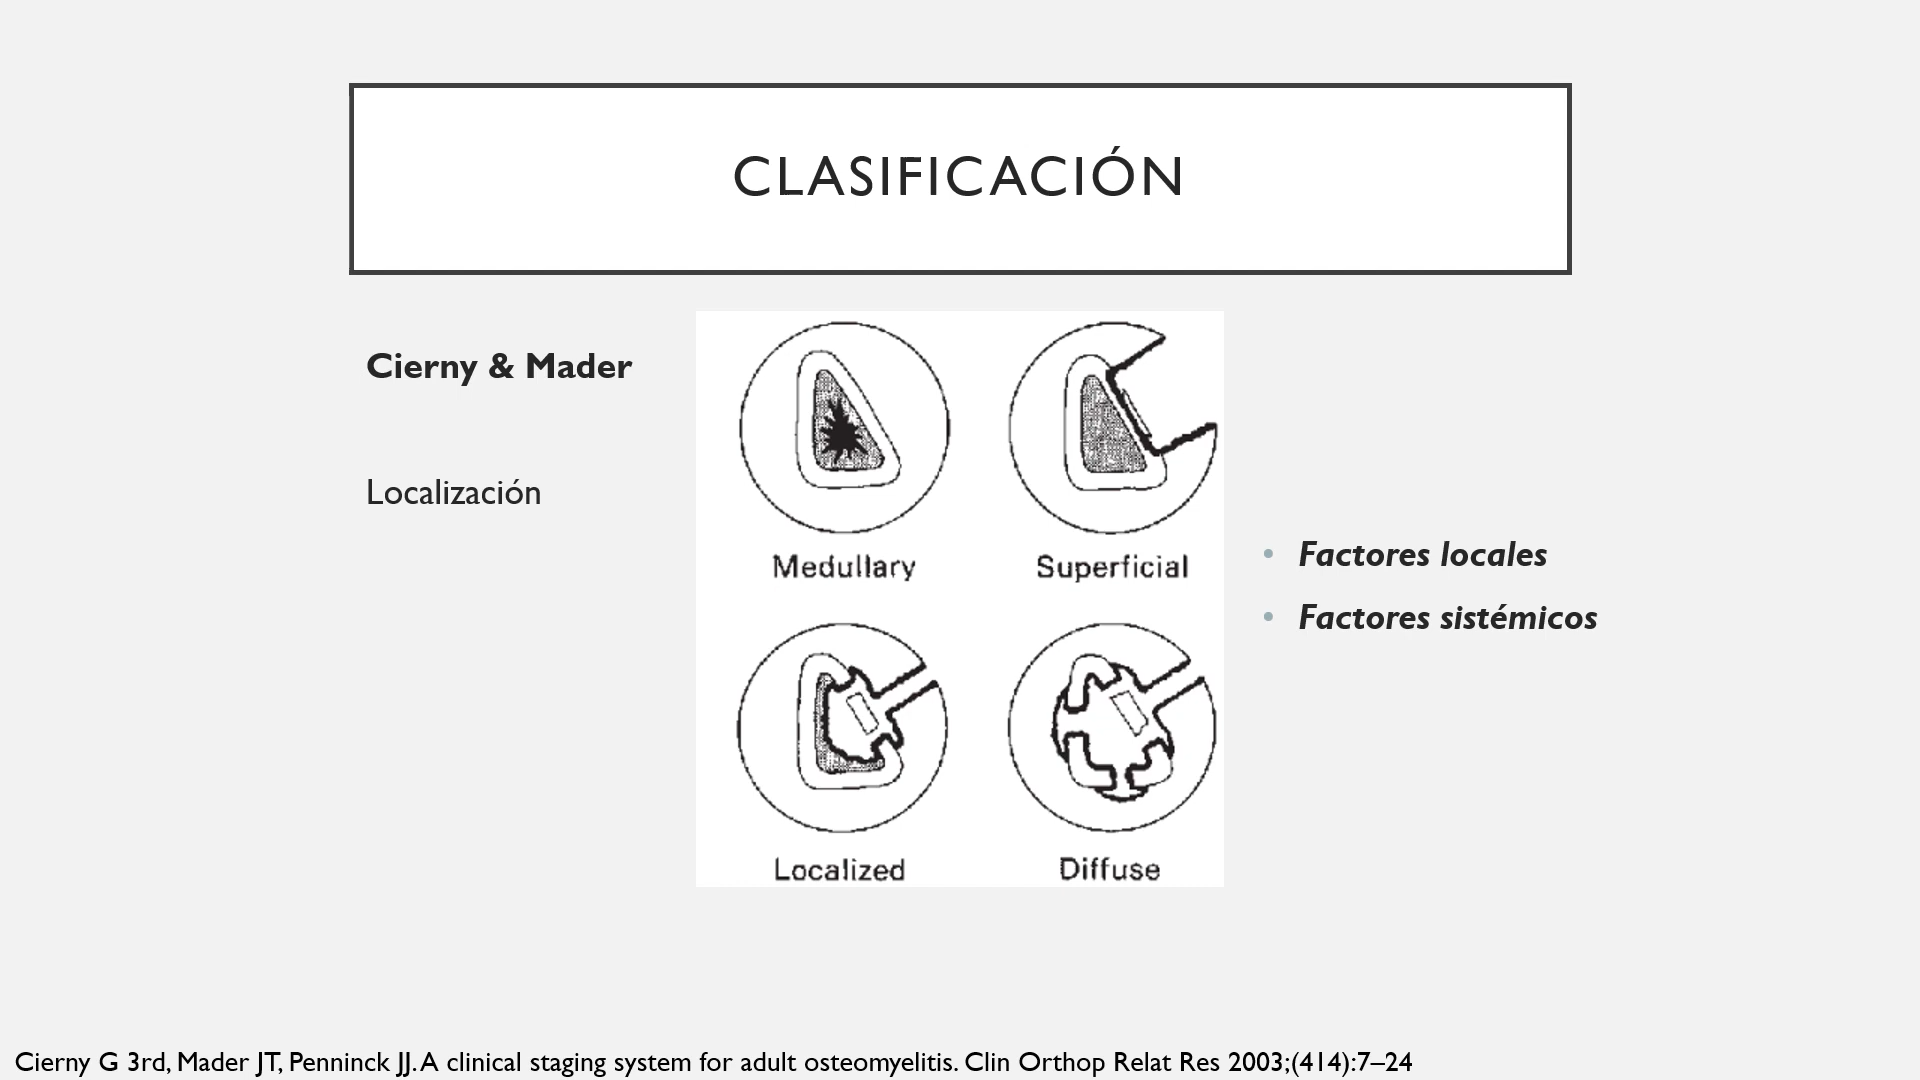 CLASIFICACIÓN
Cierny & Mader
Localización
Medullary
Superficial
Localized
Diffuse
• Factores locales
• Factores sistémicos
Cierny G 3rd, Mader JT, Penninck JJ. A clinical staging system for adult osteomyelitis. Clin Orthop Relat Res 2003;(414):7–24